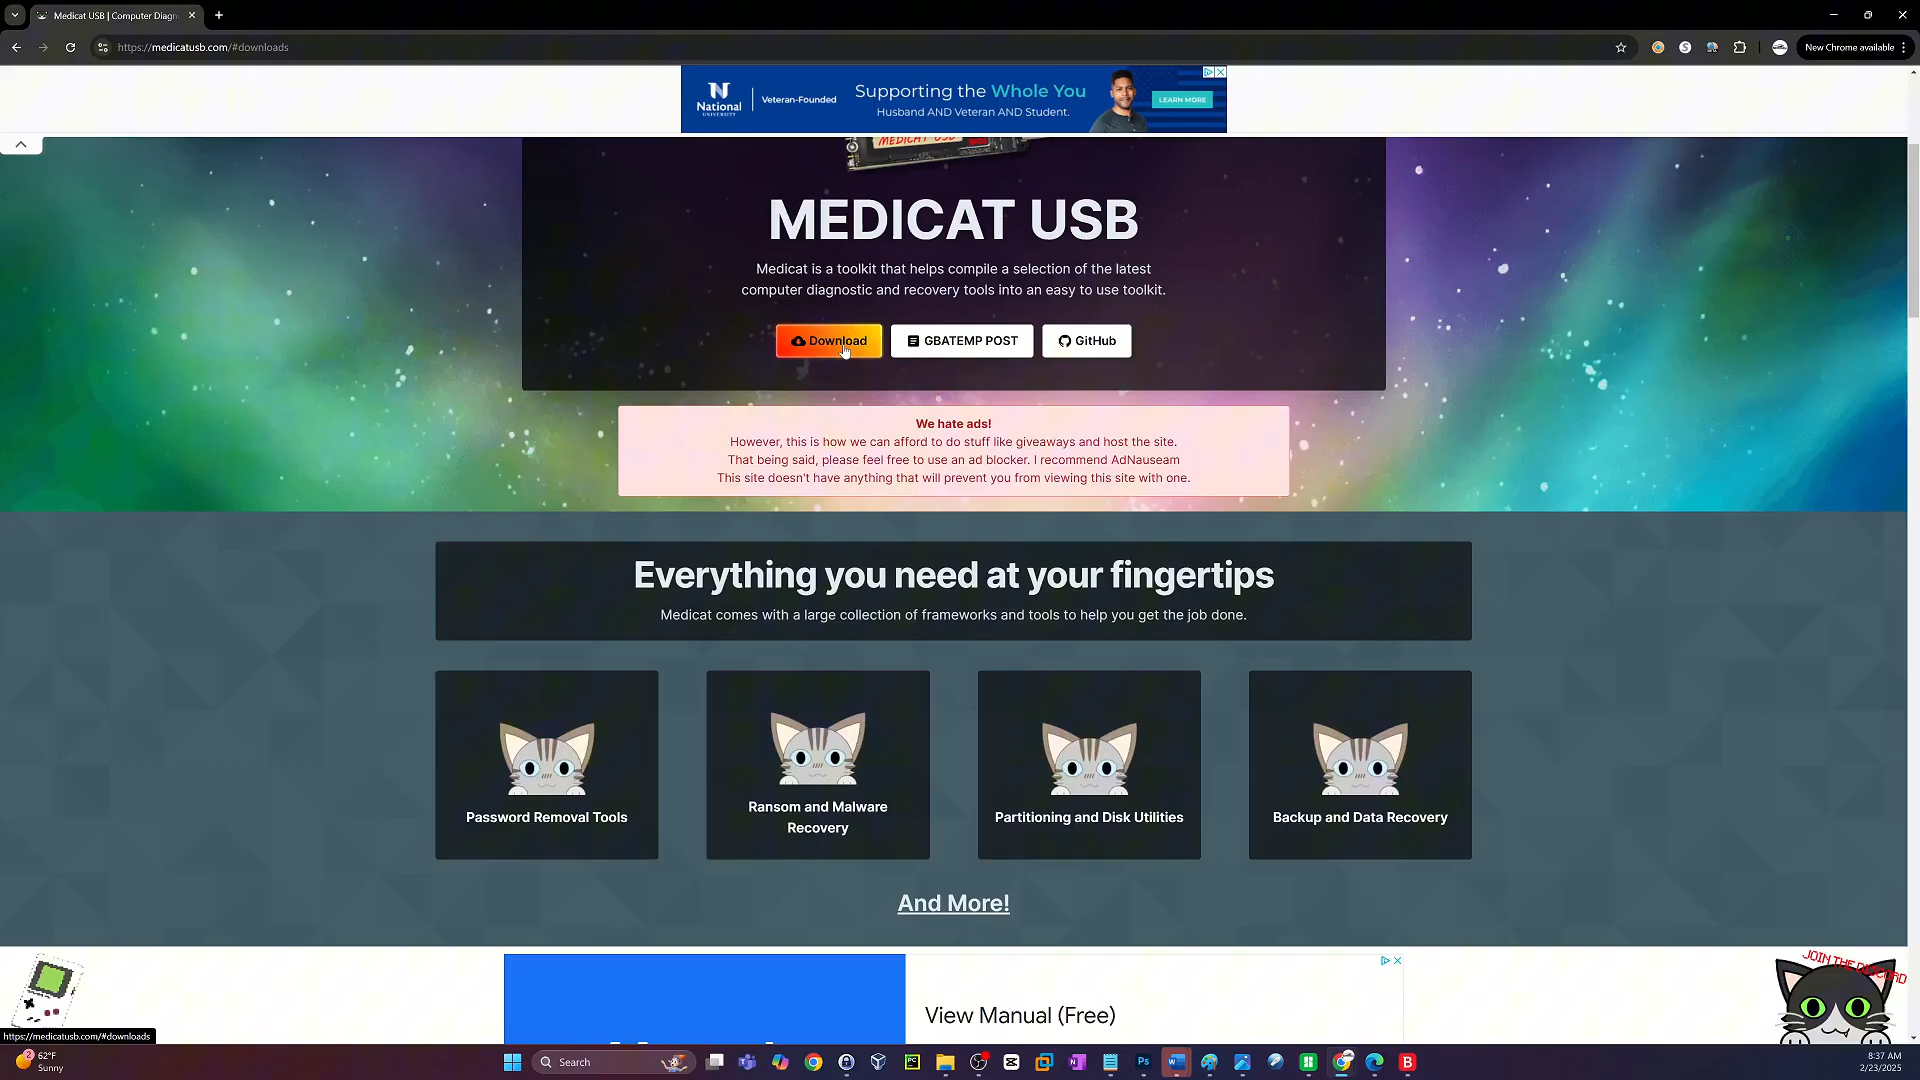 Medicat USB | Computer Diagn
https://medicatusb.com/#downloads
New Chrome available
N
National
UNIVERSITY
Veteran-Founded
Supporting the Whole You
Husband AND Veteran AND Student.
LEARN MORE
MEDICAT USB
MEDICAT USB
Medicat is a toolkit that helps compile a selection of the latest
computer diagnostic and recovery tools into an easy to use toolkit.
Download
GBATEMP POST
GitHub
We hate ads!
However, this is how we can afford to do stuff like giveaways and host the site.
That being said, please feel free to use an ad blocker. I recommend AdNauseam
This site doesn't have anything that will prevent you from viewing this site with one.
Everything you need at your fingertips
Medicat comes with a large collection of frameworks and tools to help you get the job done.
Password Removal Tools
Ransom and Malware
Recovery
Partitioning and Disk Utilities
Backup and Data Recovery
And More!
JOIN THE DISCORD
View Manual (Free)
https://medicatusb.com/#downloads
2
62°F
Sunny
Search
8:37 AM
2/23/2025